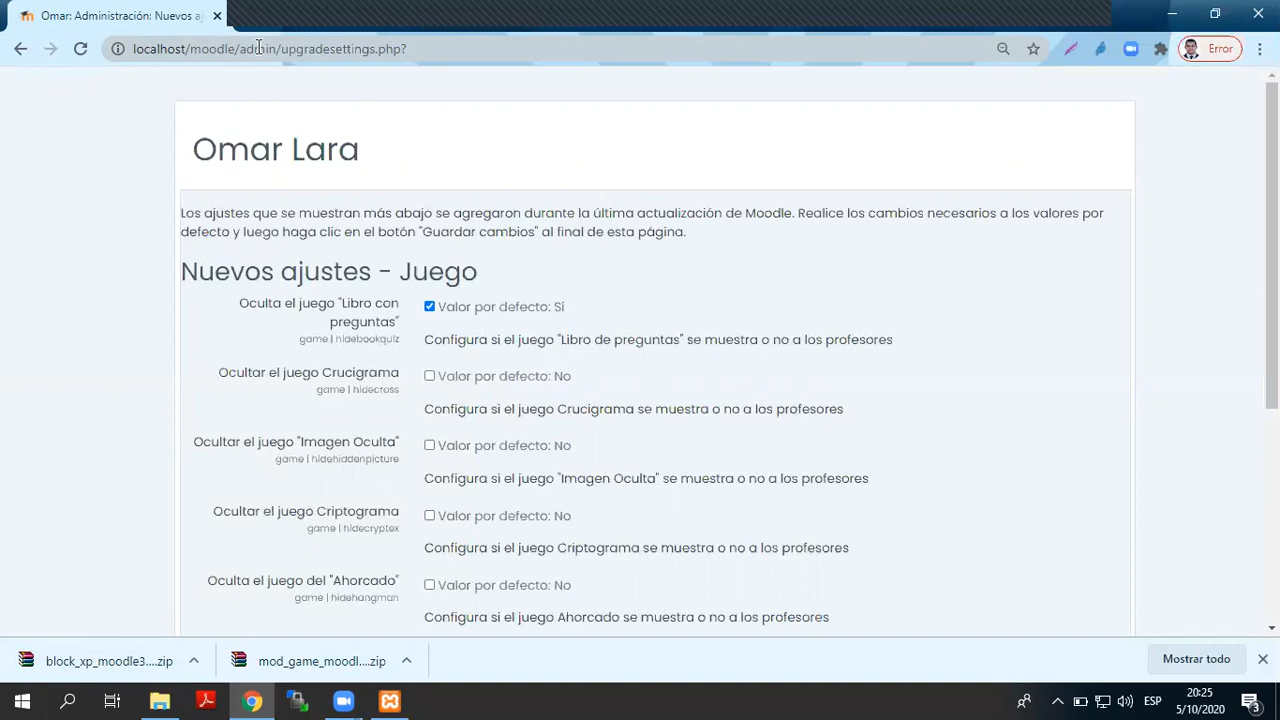 Omar: Administración: Nuevos aj
localhost/moodle/admin/upgradesettings.php?
Error
Omar Lara
Los ajustes que se muestran más abajo se agregaron durante la última actualización de Moodle. Realice los cambios necesarios a los valores por
defecto y luego haga clic en el botón "Guardar cambios" al final de esta página.
Nuevos ajustes - Juego
Oculta el juego "Libro con
preguntas"
game | hidebookquiz
Valor por defecto: Sí
Configura si el juego "Libro de preguntas" se muestra o no a los profesores
Ocultar el juego Crucigrama
game | hidecross
Valor por defecto: No
Configura si el juego Crucigrama se muestra o no a los profesores
Ocultar el juego "Imagen Oculta"
game | hidehiddenpicture
Valor por defecto: No
Configura si el juego "Imagen Oculta" se muestra o no a los profesores
Ocultar el juego Criptograma
game | hidecryptex
Valor por defecto: No
Configura si el juego Criptograma se muestra o no a los profesores
Oculta el juego del "Ahorcado"
game | hidehangman
Valor por defecto: No
Configura si el juego Ahorcado se muestra o no a los profesores
block_xp_moodle3....zip
mod_game_moodl....zip
Mostrar todo
ESP
20:25
5/10/2020
3